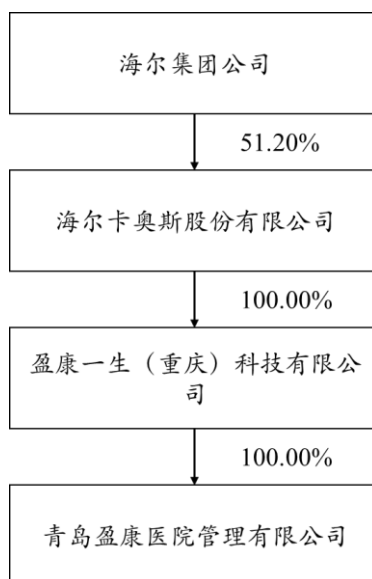 海尔集团公司
51.20%
海尔卡奥斯股份有限公司
100.00%
盈康一生（重庆）科技有限公
司
100.00%
青岛盈康医院管理有限公司